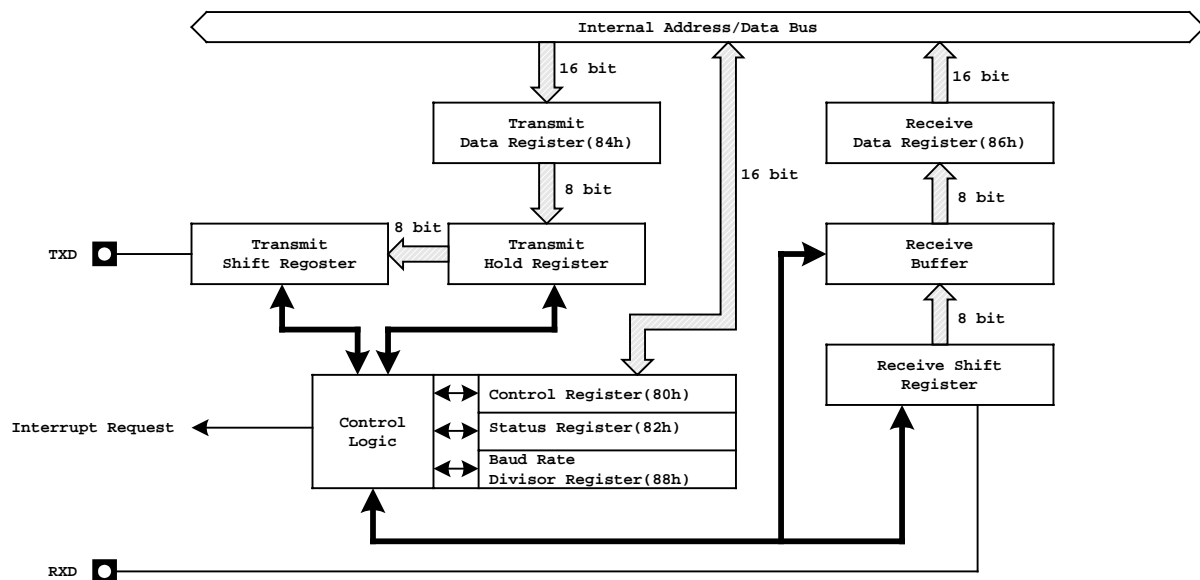 Internal Address/Data Bus
16 bit
16 bit
Transmit
Data Register(84h)
Receive
Data Register(86h)
16 bit
8 bit
8 bit
8 bit
TXD
Transmit
Shift Regoster
Transmit
Hold Register
Receive
Buffer
8 bit
Receive Shift
Register
Control
Logic
Control Register(80h)
Status Register(82h)
Baud Rate
Divisor Register(88h)
Interrupt Request
RXD